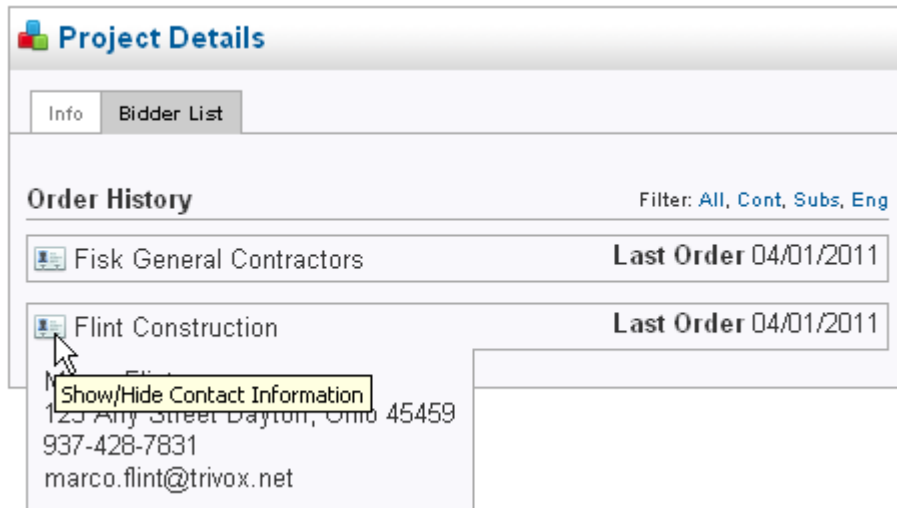 Project Details
Info Bidder List
Order History Filter: All, Cont, Subs, Eng
Fisk General Contractors Last Order 04/01/2011
Flint Construction Last Order 04/01/2011
Show/Hide Contact Information
Street Dayton, Ohio 45459
937-428-7831
marco.flint@trivox.net